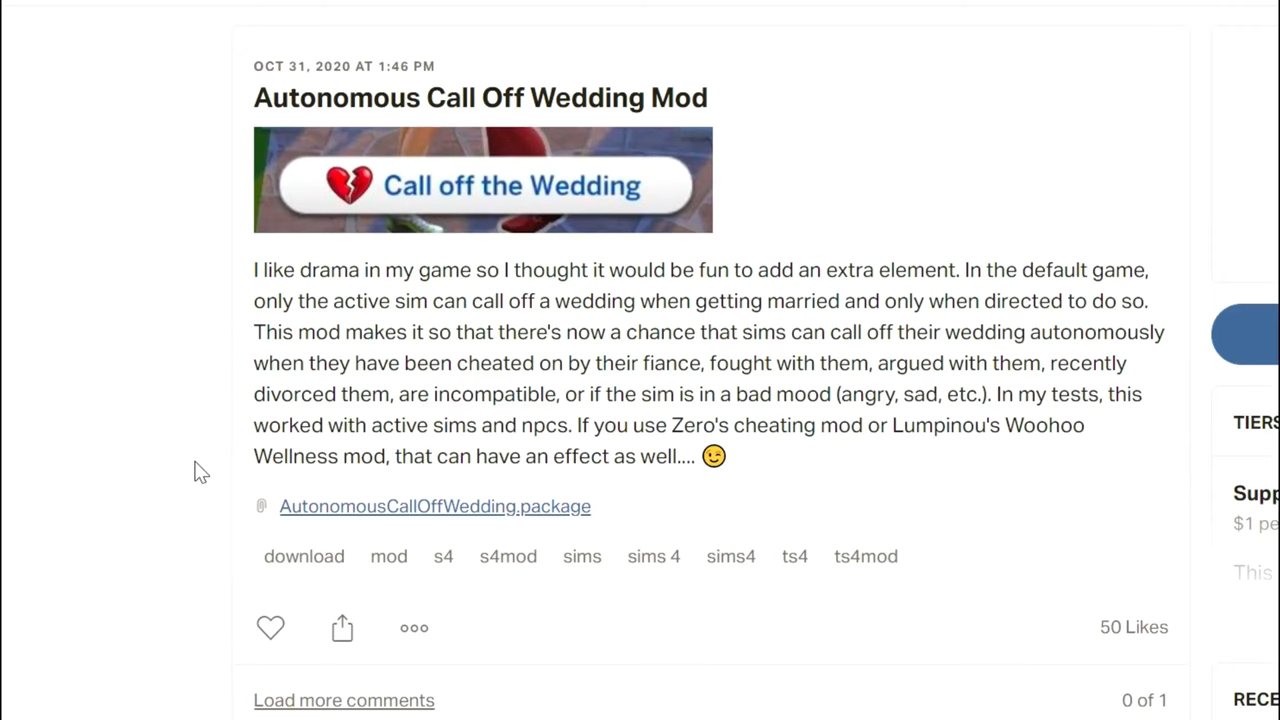 OCT 31, 2020 AT 1:46 PM
Autonomous Call Off Wedding Mod
Call off the Wedding
I like drama in my game so I thought it would be fun to add an extra element. In the default game,
only the active sim can call off a wedding when getting married and only when directed to do so.
This mod makes it so that there's now a chance that sims can call off their wedding autonomously
when they have been cheated on by their fiance, fought with them, argued with them, recently
divorced them, are incompatible, or if the sim is in a bad mood (angry, sad, etc.). In my tests, this
worked with active sims and npcs. If you use Zero's cheating mod or Lumpinou's Woohoo
Wellness mod, that can have an effect as well.... 😉
AutonomousCallOffWedding.package
download mod s4 s4mod sims sims 4 sims4 ts4 ts4mod
50 Likes
Load more comments 0 of 1
TIERS
Supp
$1 pe
This
RECE